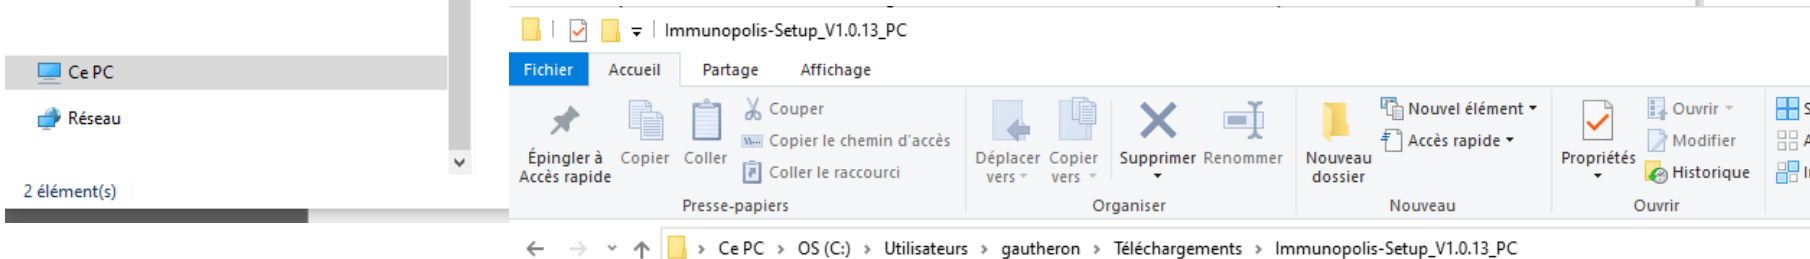 Ce PC
Réseau
2 élément(s)
Immunopolis-Setup_V1.0.13_PC
Fichier Accueil Partage Affichage
Épingler à Accès rapide
Copier
Coller
Couper
Copier le chemin d'accès
Coller le raccourci
Presse-papiers
Déplacer vers
Copier vers
Supprimer
Renommer
Organiser
Nouveau dossier
Nouvel élément
Accès rapide
Nouveau
Propriétés
Ouvrir
Modifier
Historique
Ouvrir
Ce PC > OS (C:) > Utilisateurs > gautheron > Téléchargements > Immunopolis-Setup_V1.0.13_PC